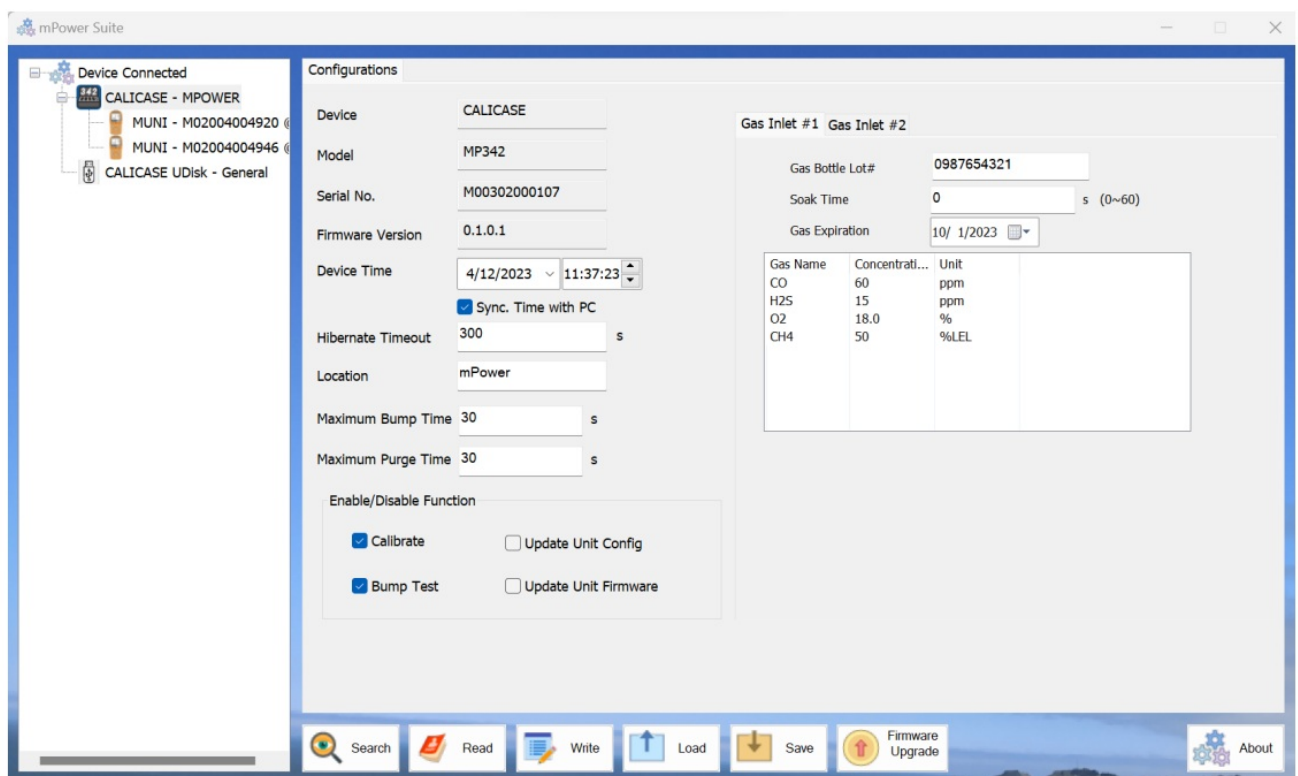 mPower Suite
Device Connected
CALICASE - MPOWER
MUNI - M02004004920
MUNI - M02004004946
CALICASE UDisk - General
Configurations
Device CALICASE
Model MP342
Serial No. M00302000107
Firmware Version 0.1.0.1
Device Time 4/12/2023 11:37:23
Sync. Time with PC
Hibernate Timeout 300 s
Location mPower
Maximum Bump Time 30 s
Maximum Purge Time 30 s
Enable/Disable Function
Calibrate Update Unit Config
Bump Test Update Unit Firmware
Gas Inlet #1 Gas Inlet #2
Gas Bottle Lot# 0987654321
Soak Time 0 s (0~60)
Gas Expiration 10/ 1/2023
Gas Name Concentrati... Unit
CO 60 ppm
H2S 15 ppm
O2 18.0 %
CH4 50 %LEL
Search Read Write Load Save Firmware Upgrade About